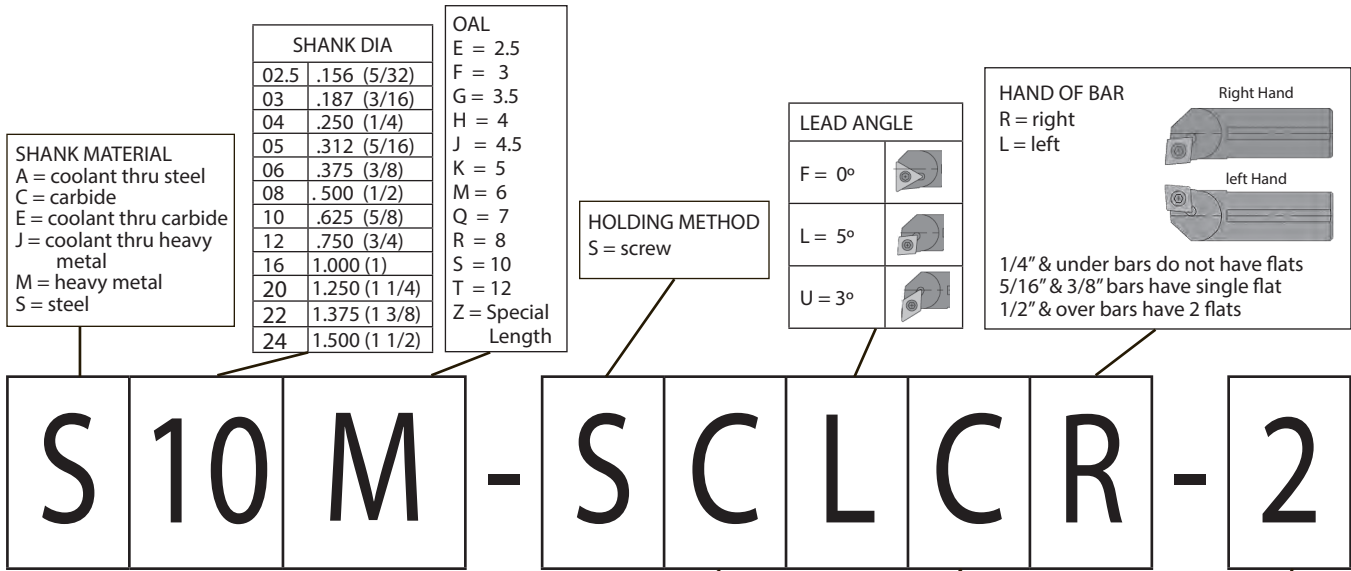 SHANK MATERIAL
A = coolant thru steel
C = carbide
E = coolant thru carbide
J = coolant thru heavy
metal
M = heavy metal
S = steel
SHANK DIA
02.5 .156 (5/32)
03 .187 (3/16)
04 .250 (1/4)
05 .312 (5/16)
06 .375 (3/8)
08 .500 (1/2)
10 .625 (5/8)
12 .750 (3/4)
16 1.000 (1)
20 1.250 (1 1/4)
22 1.375 (1 3/8)
24 1.500 (1 1/2)
OAL
E = 2.5
F = 3
G = 3.5
H = 4
J = 4.5
K = 5
M = 6
Q = 7
R = 8
S = 10
T = 12
Z = Special
Length
HOLDING METHOD
S = screw
LEAD ANGLE
F = 0º
L = 5º
U = 3º
HAND OF BAR
R = right
L = left
Right Hand
left Hand
1/4” & under bars do not have flats
5/16” & 3/8” bars have single flat
1/2” & over bars have 2 flats
S 10 M - S C L C R - 2